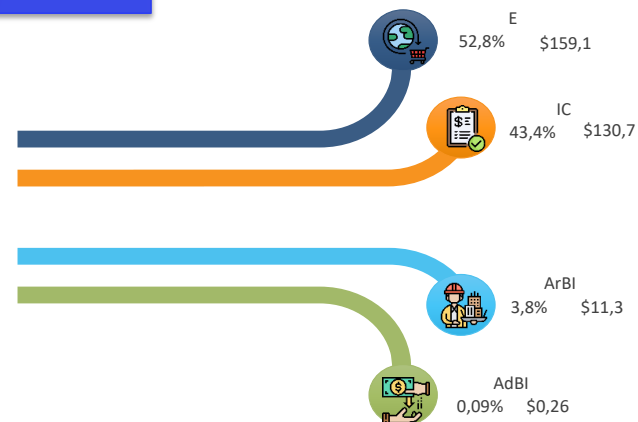 E
52,8% $159,1
IC
43,4% $130,7
ArBI
3,8% $11,3
AdBI
0,09% $0,26